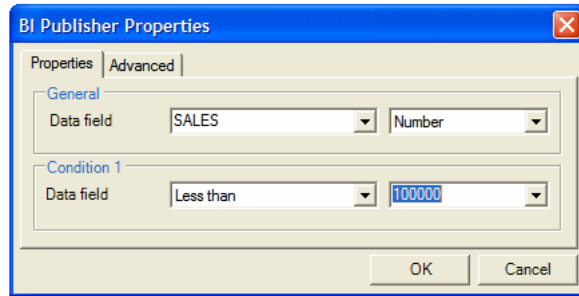 BI Publisher Properties
Properties Advanced
General
Data field SALES Number
Condition 1
Data field Less than 100000
OK Cancel